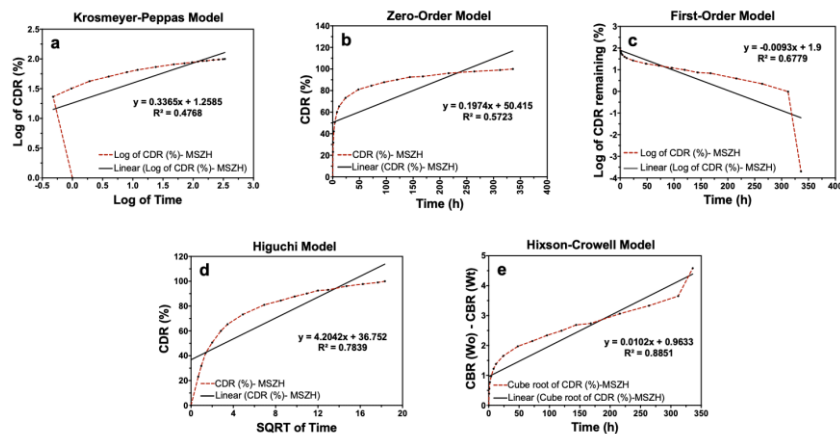 Krosmeyer-Peppas Model
a
Log of CDR (%)
2.5
2.0
1.5
1.0
0.5
0.0
y = 0.3365x + 1.2585
R² = 0.4768
Log of CDR (%)- MSZH
Linear (Log of CDR (%)- MSZH)
-0.5 0.0 0.5 1.0 1.5 2.0 2.5 3.0
Log of Time
Zero-Order Model
b
CDR (%)
140
120
100
80
60
40
20
0
y = 0.1974x + 50.415
R² = 0.5723
CDR (%)- MSZH
Linear (CDR (%)- MSZH)
0 50 100 150 200 250 300 350 400
Time (h)
First-Order Model
c
Log of CDR remaining (%)
3
2
1
0
-1
-2
-3
-4
y = -0.0093x + 1.9
R² = 0.6779
Log of CDR (%)- MSZH
Linear (Log of CDR (%)- MSZH)
0 50 100 150 200 250 300 350 400
Time (h)
Higuchi Model
d
CDR (%)
120
100
80
60
40
20
0
y = 4.2042x + 36.752
R² = 0.7839
CDR (%)- MSZH
Linear (CDR (%)- MSZH)
0 4 8 12 16 20
SQRT of Time
Hixson-Crowell Model
e
CBR (Wo) - CBR (Wt)
5
4
3
2
1
0
y = 0.0102x + 0.9633
R² = 0.8851
Cube root of CDR (%)-MSZH
Linear (Cube root of CDR (%)-MSZH)
0 50 100 150 200 250 300 350
Time (h)